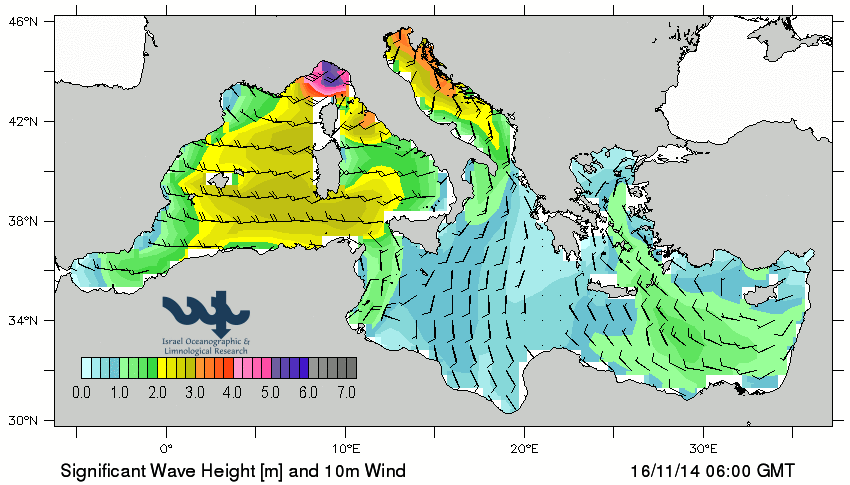 46°N
42°N
38°N
34°N
30°N
Israel Oceanographic &
Limnological Research
0.0 1.0 2.0 3.0 4.0 5.0 6.0 7.0
0° 10°E 20°E 30°E
Significant Wave Height [m] and 10m Wind 16/11/14 06:00 GMT